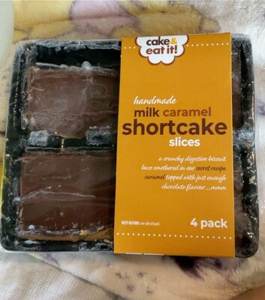 cake&
eat it!
handmade
milk caramel
shortcake
slices
a crunchy digestive biscuit
base smothered in our secret recipe
caramel topped with just enough
chocolate flavour...mmm
4 pack